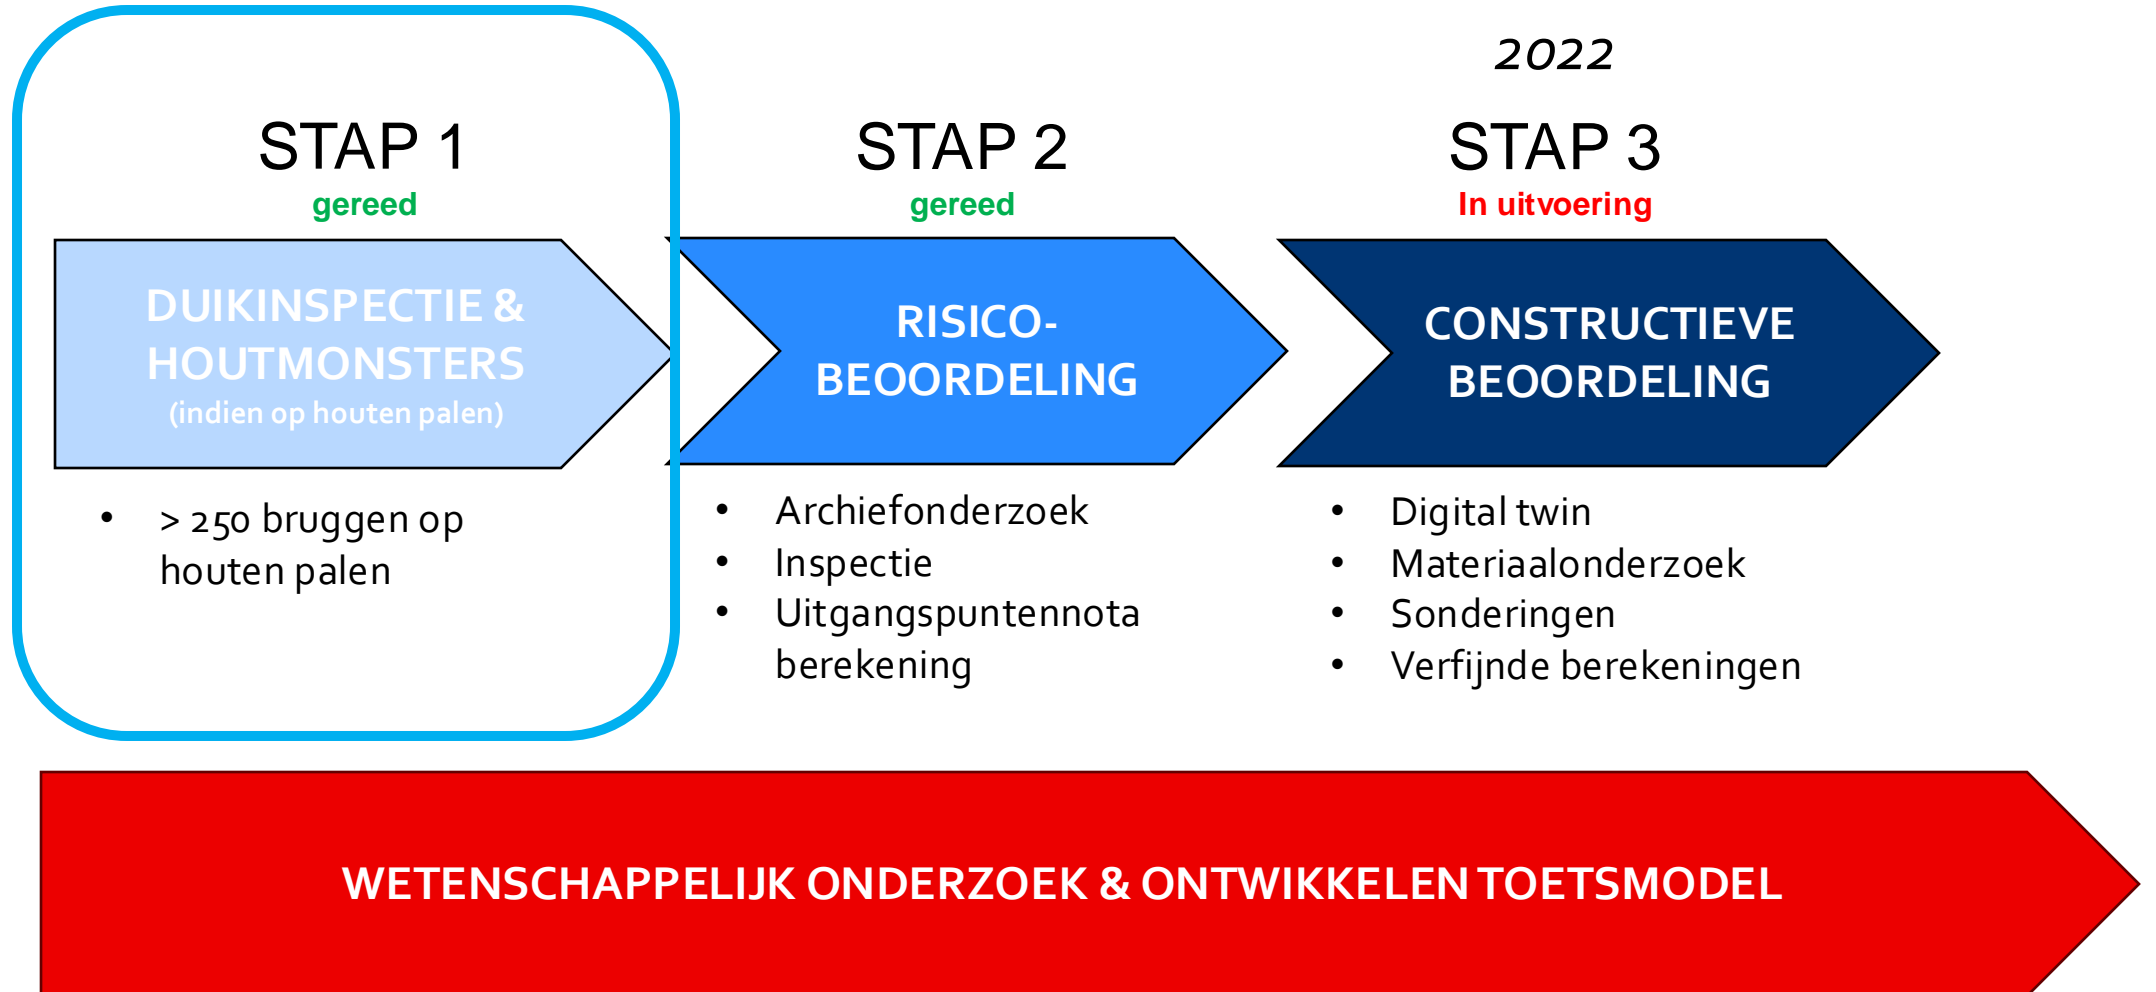 2022
STAP 1
gereed
DUIKINSPECTIE &
HOUTMONSTERS
(indien op houten palen)
• > 250 bruggen op
houten palen
STAP 2
gereed
RISICO-
BEOORDELING
• Archiefonderzoek
• Inspectie
• Uitgangspuntennota
berekening
STAP 3
In uitvoering
CONSTRUCTIEVE
BEOORDELING
• Digital twin
• Materiaalonderzoek
• Sonderingen
• Verfijnde berekeningen
WETENSCHAPPELIJK ONDERZOEK & ONTWIKKELEN TOETSMODEL